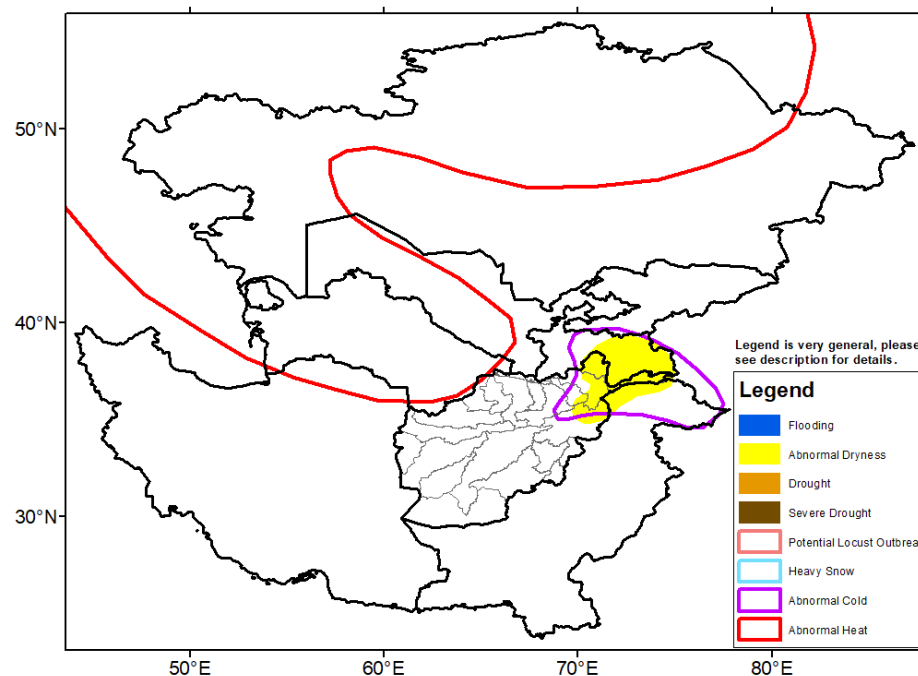 50°N
40°N
30°N
50°E
60°E
70°E
80°E
Legend is very general, please
see description for details.
Legend
Flooding
Abnormal Dryness
Drought
Severe Drought
Potential Locust Outbrea
Heavy Snow
Abnormal Cold
Abnormal Heat